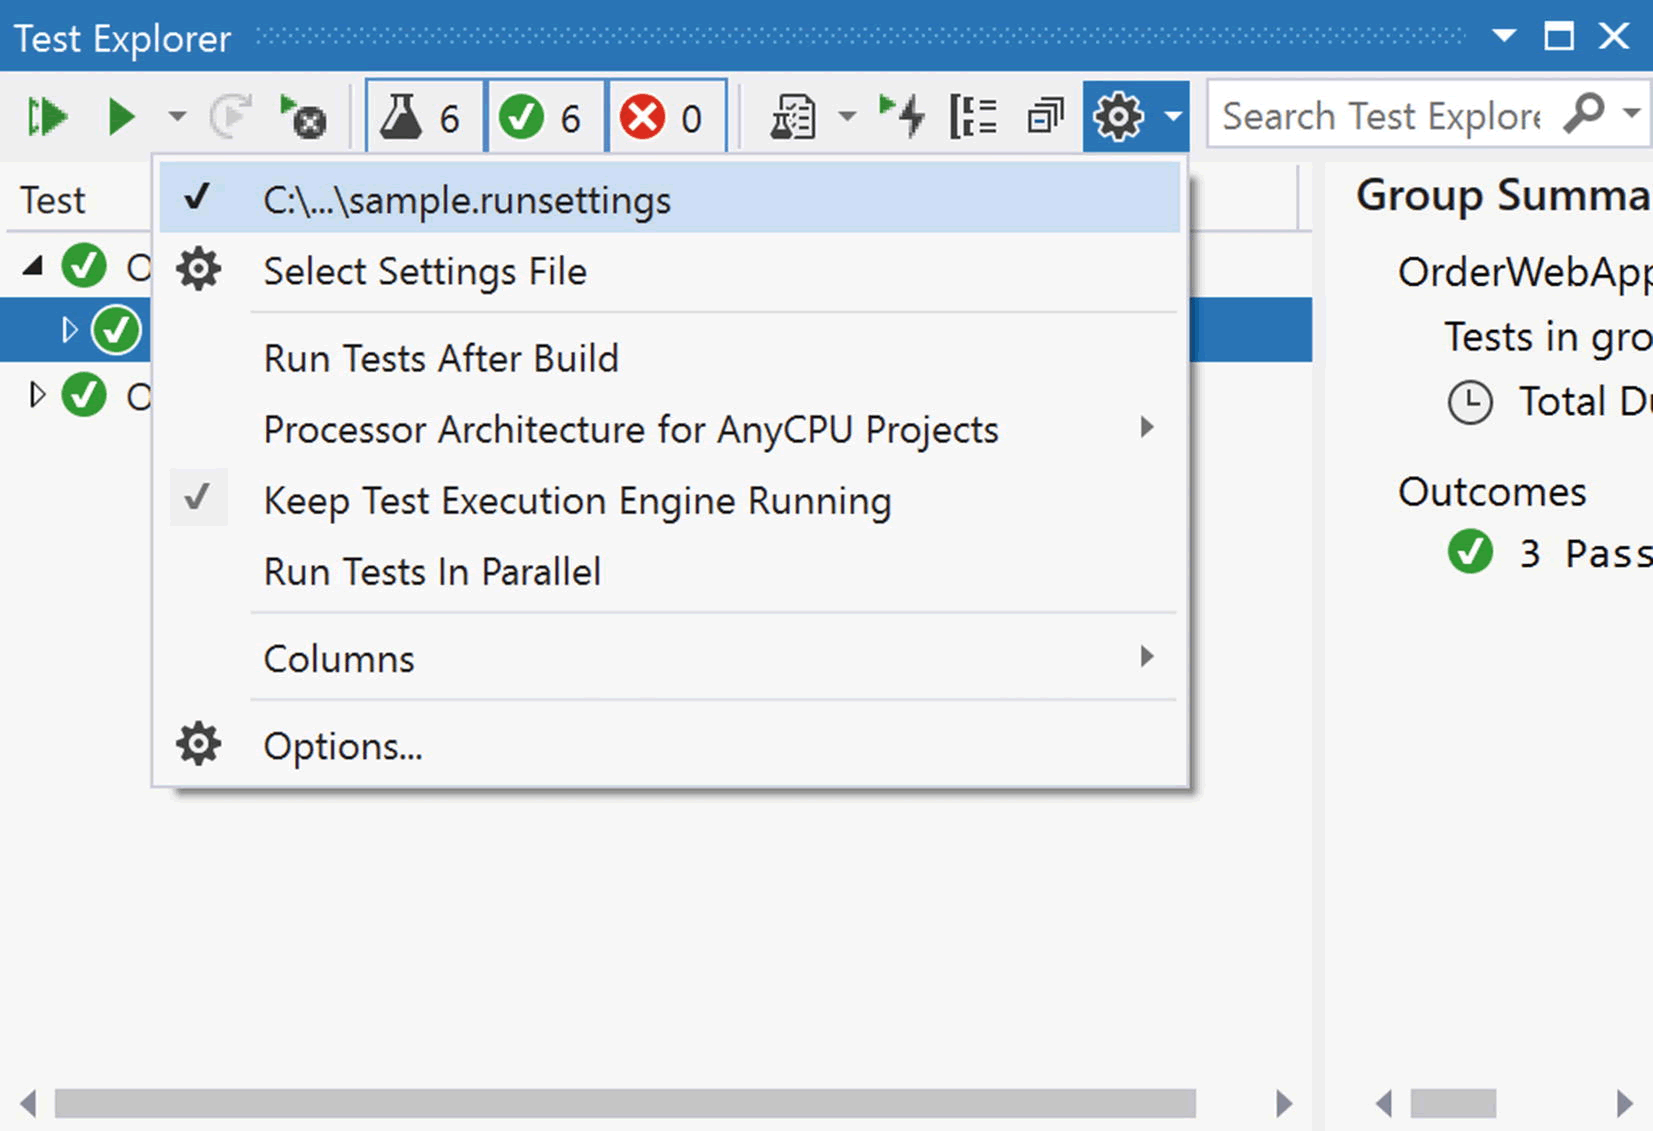 Test Explorer
6 6 0
Test
C:\...\sample.runsettings
Select Settings File
Run Tests After Build
Processor Architecture for AnyCPU Projects
Keep Test Execution Engine Running
Run Tests In Parallel
Columns
Options...
Search Test Explore
Group Summa
OrderWebApp
Tests in gro
Total Du
Outcomes
3 Pass